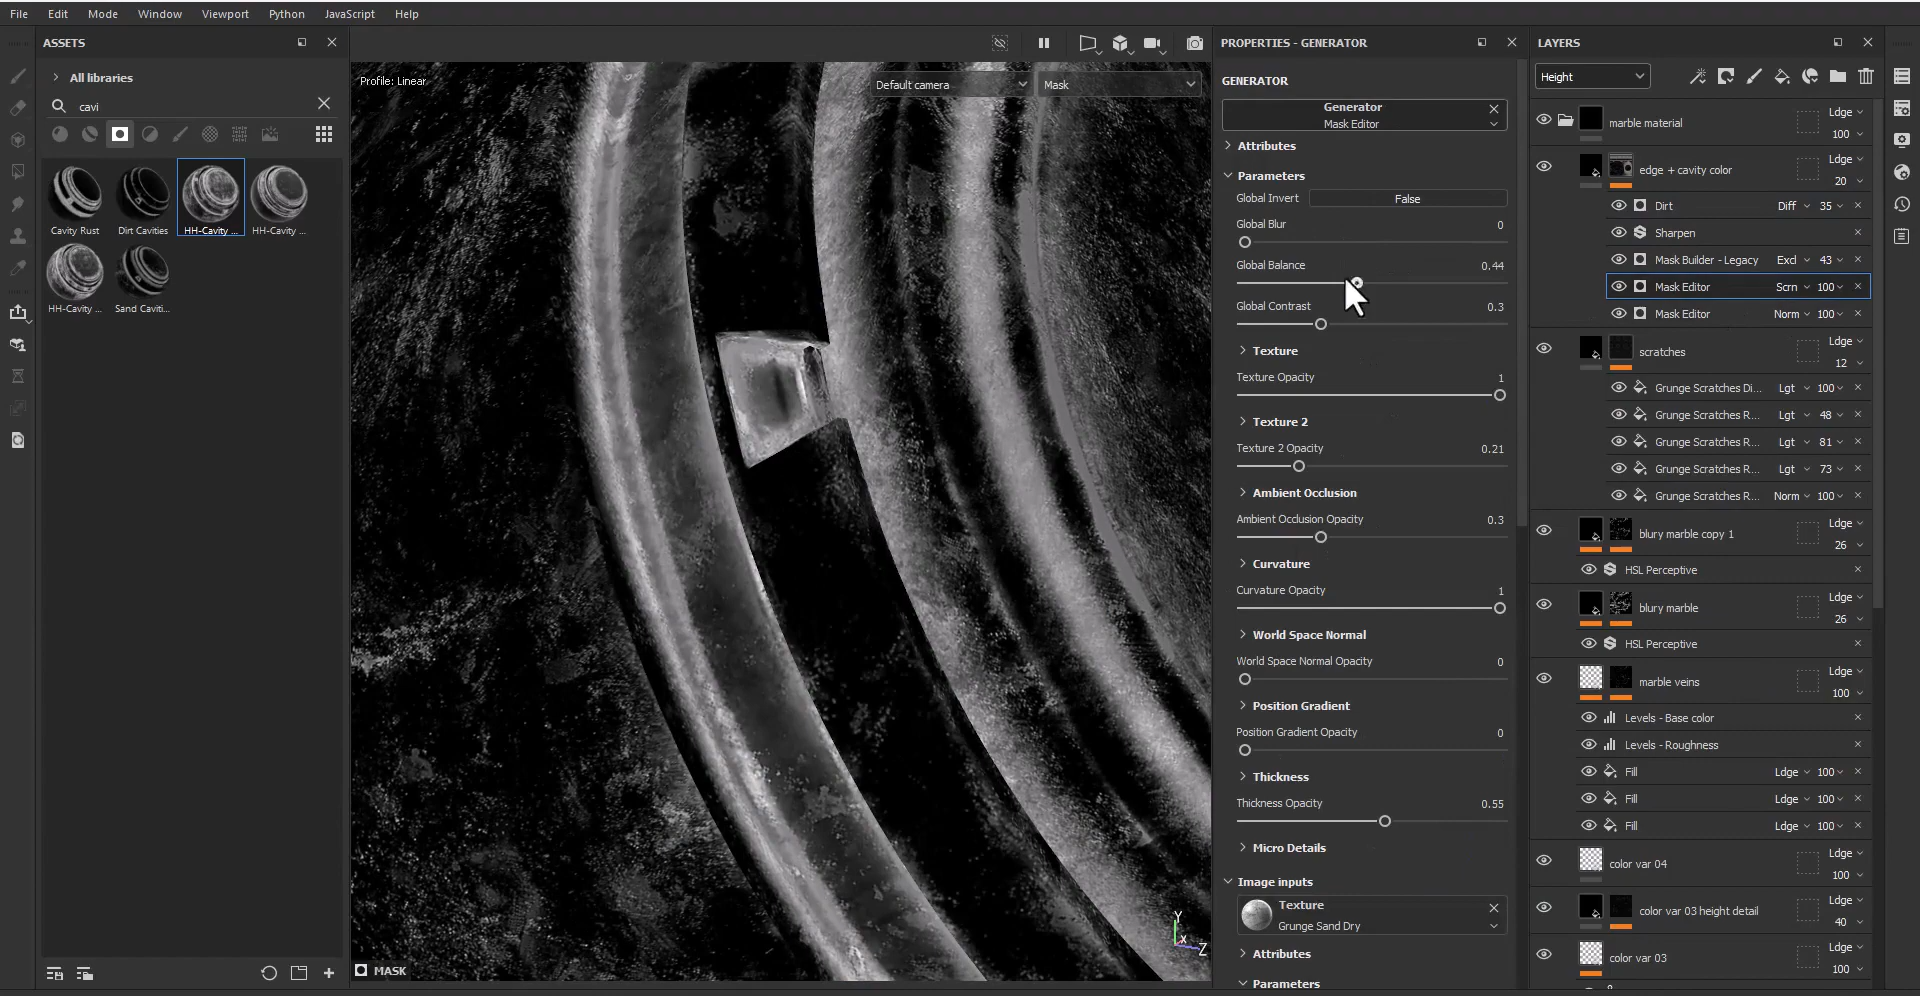 File Edit Mode Window Viewport Python JavaScript Help
ASSETS
All libraries
cavi
Cavity Rust
Dirt Cavities
HH-Cavity ...
HH-Cavity ...
HH-Cavity ...
Sand Caviti...
Profile: Linear
Default camera
Mask
Y
X
Z
MASK
PROPERTIES - GENERATOR
GENERATOR
Generator
Mask Editor
Attributes
Parameters
Global Invert False
Global Blur 0
Global Balance 0.44
Global Contrast 0.3
Texture
Texture Opacity 1
Texture 2
Texture 2 Opacity 0.21
Ambient Occlusion
Ambient Occlusion Opacity 0.3
Curvature
Curvature Opacity 1
World Space Normal
World Space Normal Opacity 0
Position Gradient
Position Gradient Opacity 0
Thickness
Thickness Opacity 0.55
Micro Details
Image inputs
Texture
Grunge Sand Dry
Attributes
Parameters
LAYERS
Height
marble material Ldge 100
edge + cavity color Ldge 20
Dirt Diff 35
Sharpen
Mask Builder - Legacy Excl 43
Mask Editor Scrn 100
Mask Editor Norm 100
scratches Ldge 12
Grunge Scratches Di... Lgt 100
Grunge Scratches R... Lgt 48
Grunge Scratches R... Lgt 81
Grunge Scratches R... Lgt 73
Grunge Scratches R... Norm 100
blury marble copy 1 Ldge 26
HSL Perceptive
blury marble Ldge 26
HSL Perceptive
marble veins Ldge 100
Levels - Base color
Levels - Roughness
Fill Ldge 100
Fill Ldge 100
Fill Ldge 100
color var 04 Ldge 100
color var 03 height detail Ldge 40
color var 03 Ldge 100